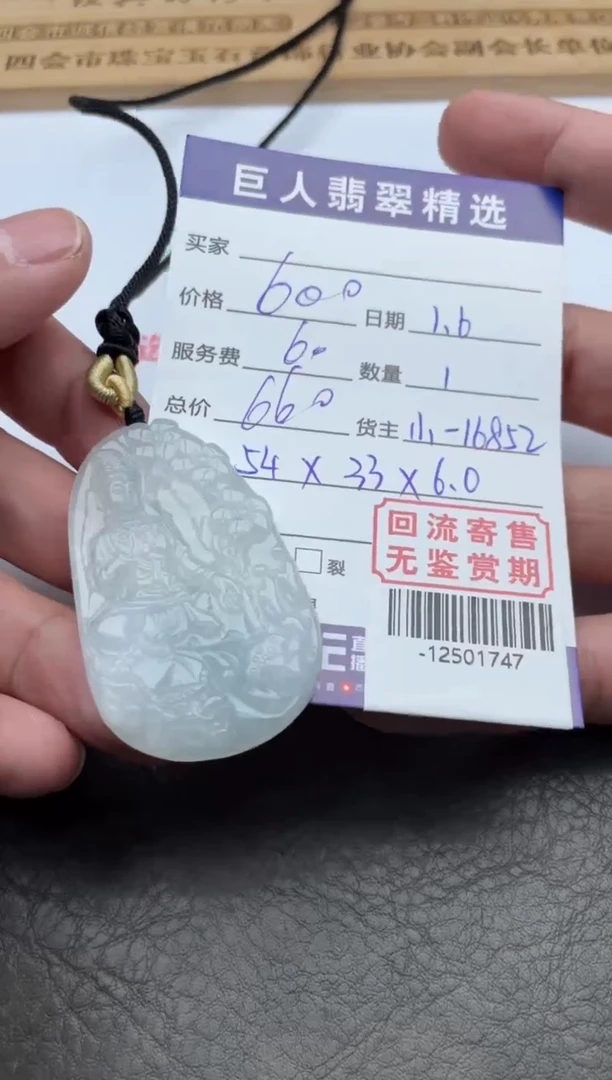 四会市珠宝玉石首饰行业协会副会长单位
巨人翡翠精选
买家
价格 600 日期 1.6
服务费 60 数量 1
总价 660 货主 小-16852
54 x 33 x 6.0
回流寄售
无鉴赏期
裂
-12501747
直
播